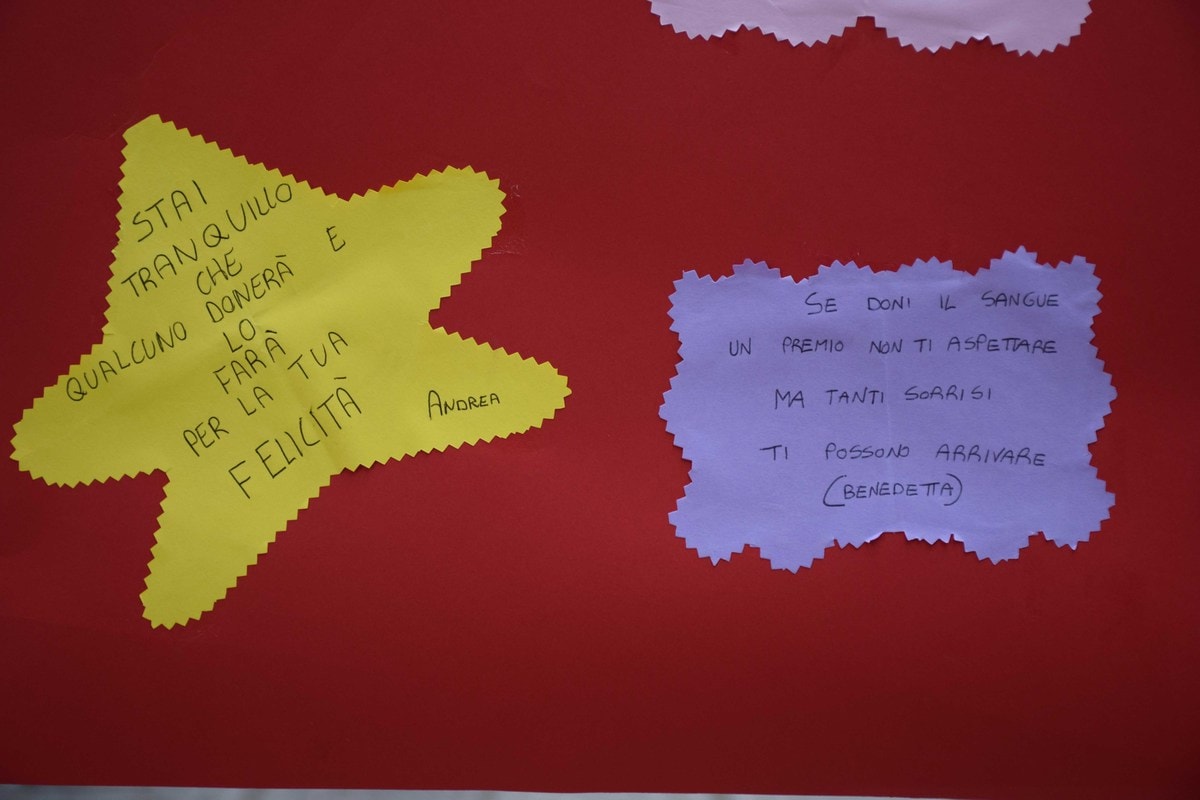 STAI
TRANQUILLO
CHE
QUALCUNO DONERÀ E
LO
FARÀ
PER LA TUA
FELICITÀ
ANDREA
SE DONI IL SANGUE
UN PREMIO NON TI ASPETTARE
MA TANTI SORRISI
TI POSSONO ARRIVARE
(BENEDETTA)